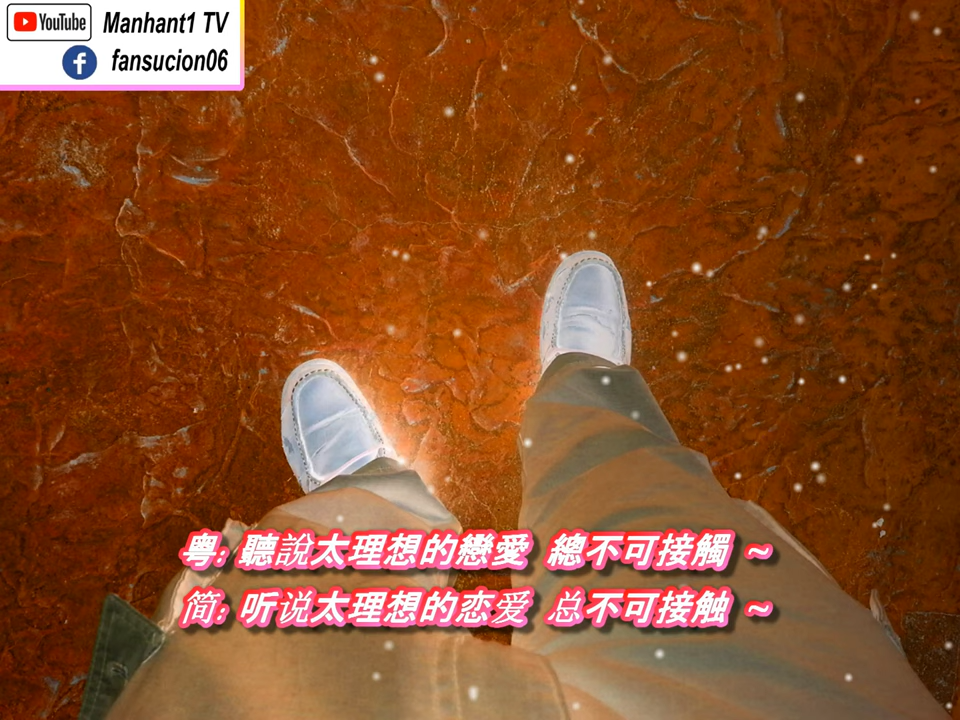 YouTube Manhant1 TV
f fansucion06
粵: 聽說太理想的戀愛 總不可接觸 ~
简: 听说太理想的恋爱 总不可接触 ~